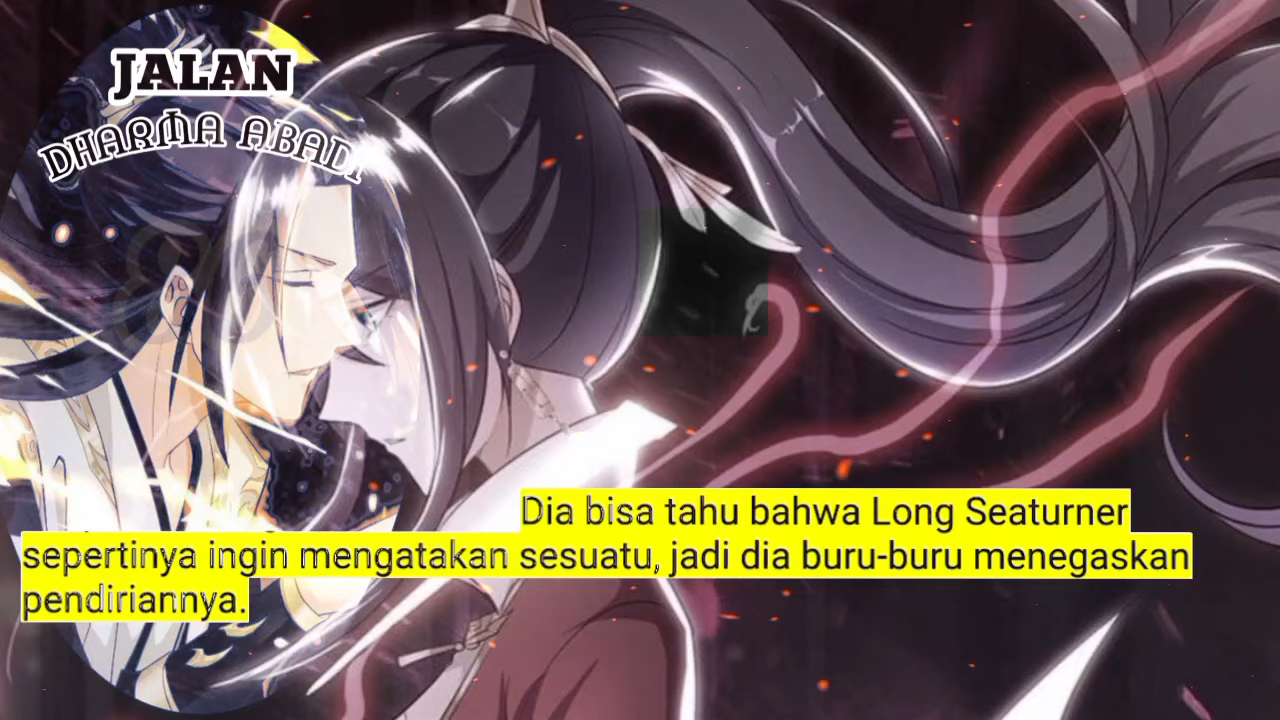 JALAN
DHARMA ABADI
Dia bisa tahu bahwa Long Seaturner
sepertinya ingin mengatakan sesuatu, jadi dia buru-buru menegaskan
pendiriannya.